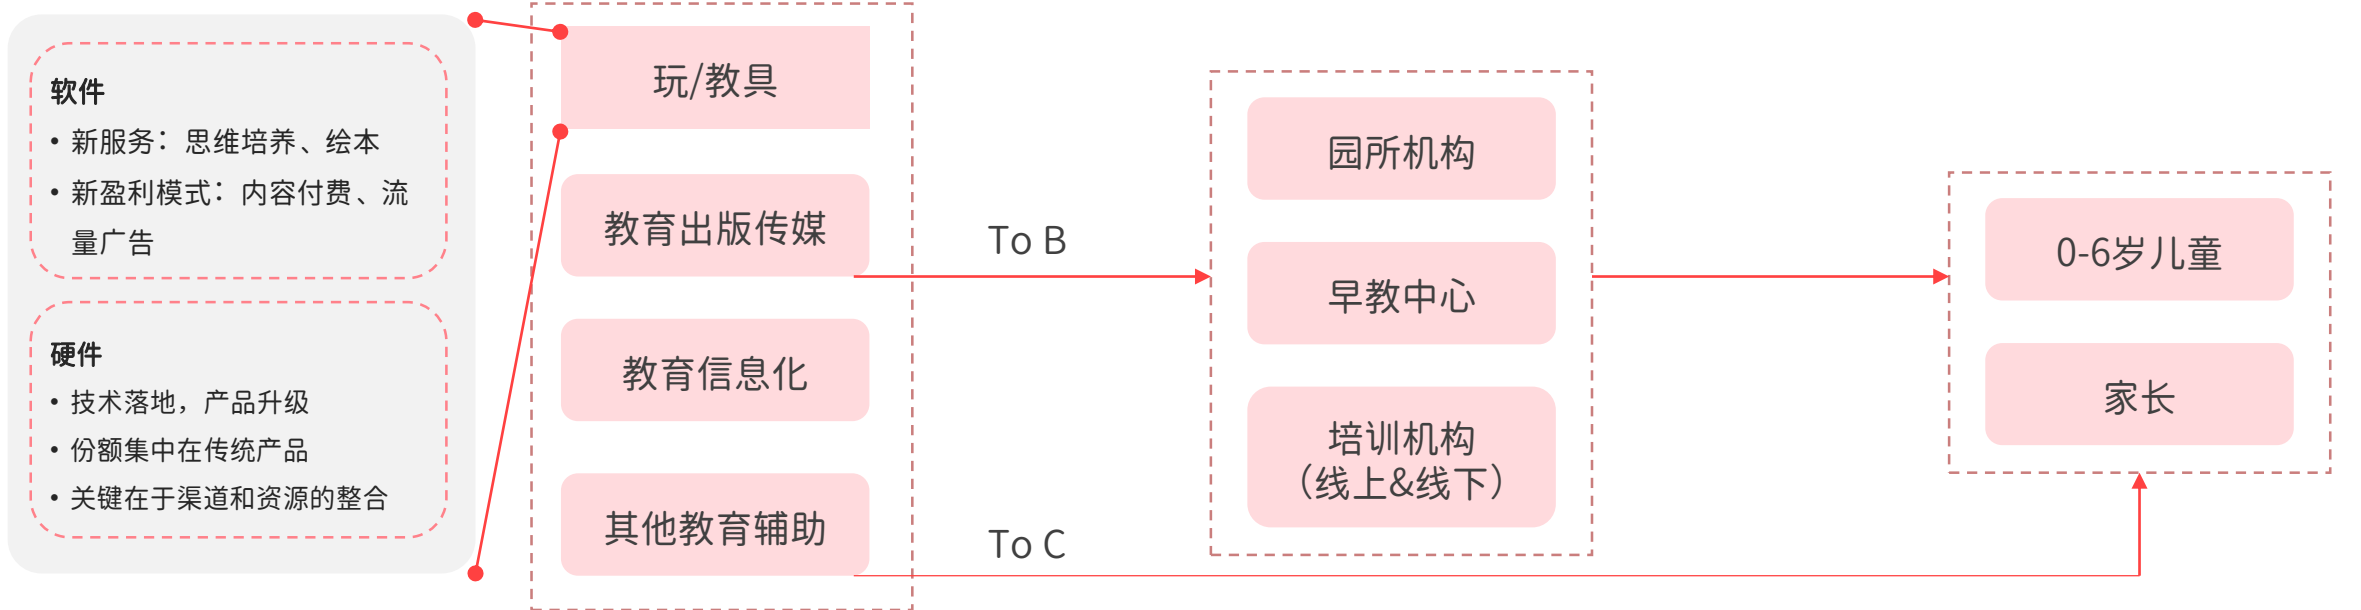 软件
• 新服务：思维培养、绘本
• 新盈利模式：内容付费、流
量广告
硬件
• 技术落地，产品升级
• 份额集中在传统产品
• 关键在于渠道和资源的整合
玩/教具
教育出版传媒
教育信息化
其他教育辅助
To B
To C
园所机构
早教中心
培训机构
（线上&线下）
0-6岁儿童
家长